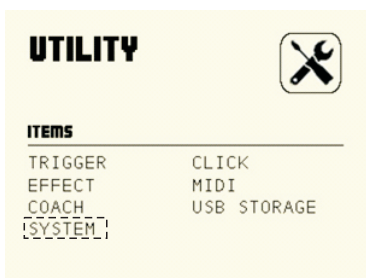 UTILITY
ITEMS
TRIGGER CLICK
EFFECT MIDI
COACH USB STORAGE
SYSTEM